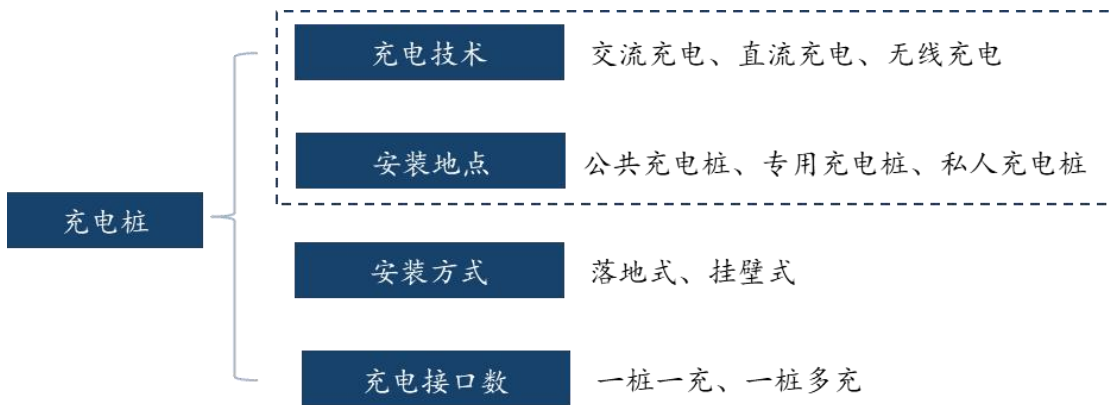 充电技术 交流充电、直流充电、无线充电
安装地点 公共充电桩、专用充电桩、私人充电桩
充电桩
安装方式 落地式、挂壁式
充电接口数 一桩一充、一桩多充